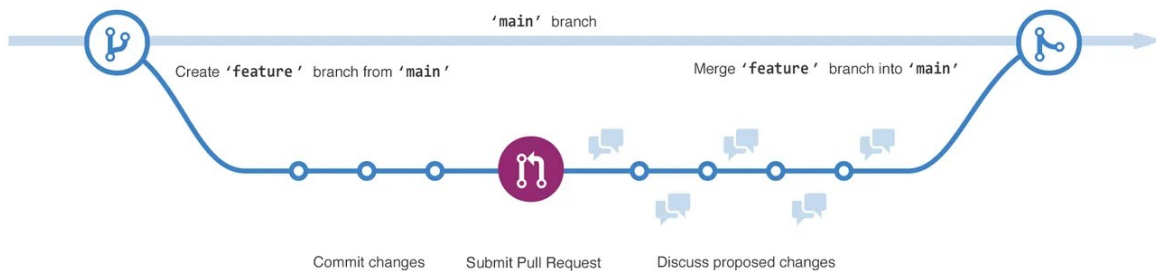 'main' branch
Create 'feature' branch from 'main'
Merge 'feature' branch into 'main'
Commit changes
Submit Pull Request
Discuss proposed changes